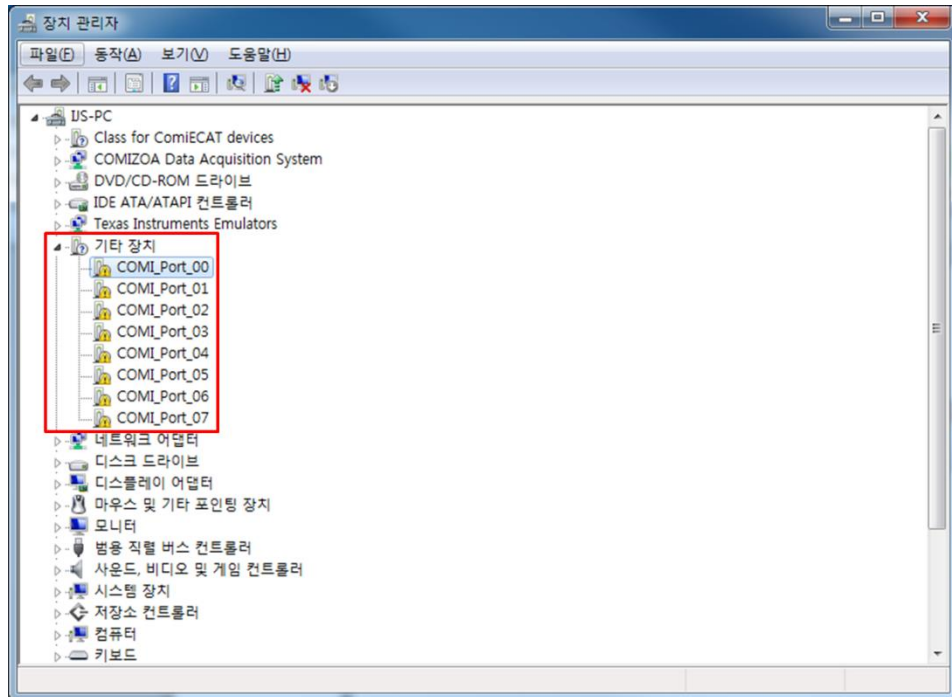 장치 관리자
파일(F) 동작(A) 보기(V) 도움말(H)
IJS-PC
Class for ComiECAT devices
COMIZOA Data Acquisition System
DVD/CD-ROM 드라이브
IDE ATA/ATAPI 컨트롤러
Texas Instruments Emulators
기타 장치
COMI_Port_00
COMI_Port_01
COMI_Port_02
COMI_Port_03
COMI_Port_04
COMI_Port_05
COMI_Port_06
COMI_Port_07
네트워크 어댑터
디스크 드라이브
디스플레이 어댑터
마우스 및 기타 포인팅 장치
모니터
범용 직렬 버스 컨트롤러
사운드, 비디오 및 게임 컨트롤러
시스템 장치
저장소 컨트롤러
컴퓨터
키보드